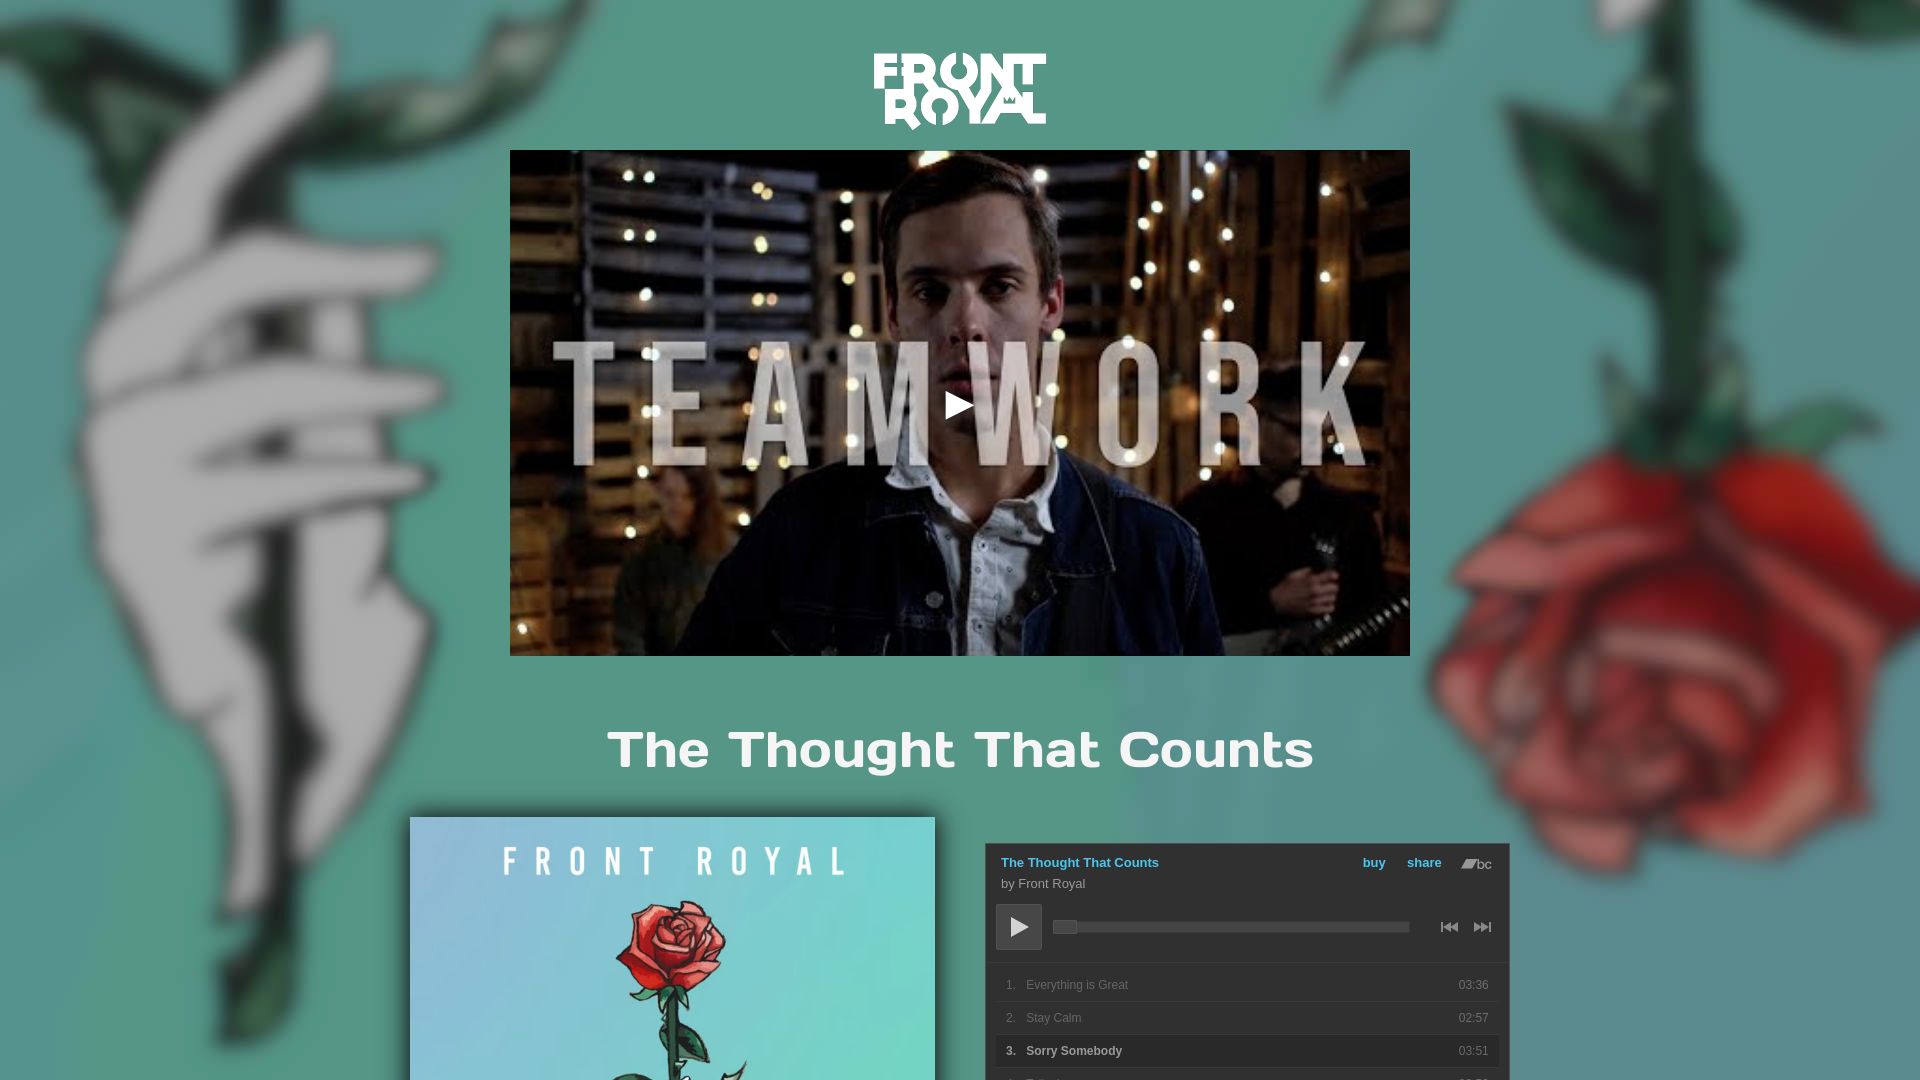 FRONT
ROYAL
TEAMWORK
The Thought That Counts
FRONT ROYAL
The Thought That Counts buy share bc
by Front Royal
1. Everything is Great 03:36
2. Stay Calm 02:57
3. Sorry Somebody 03:51